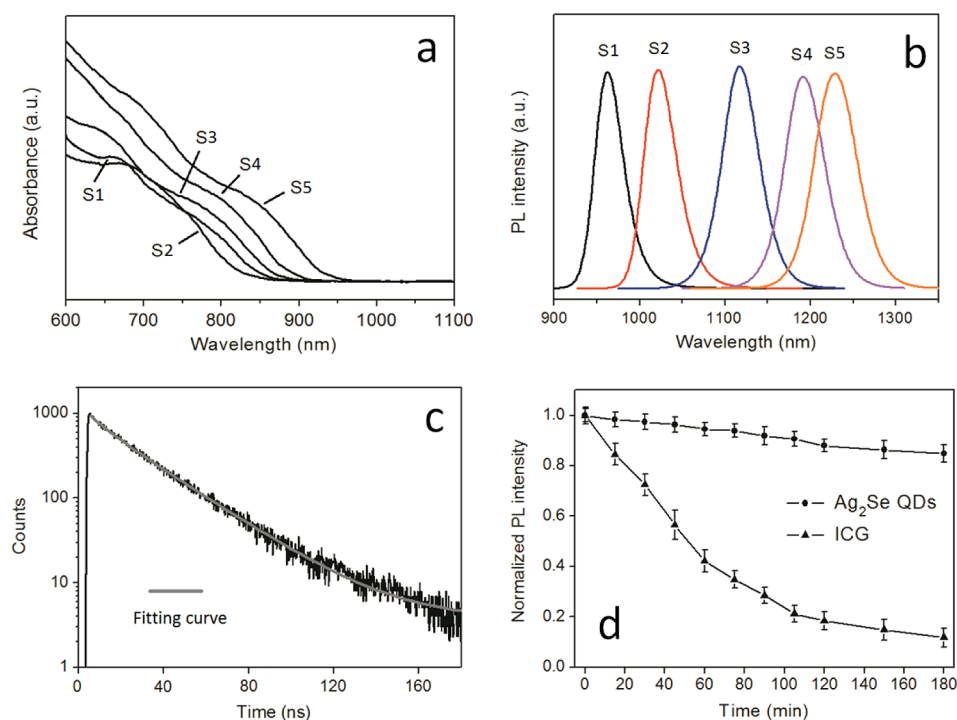 a
Absorbance (a.u.)
S1
S2
S3
S4
S5
600 700 800 900 1000 1100
Wavelength (nm)
b
PL intensity (a.u.)
S1 S2 S3 S4 S5
900 1000 1100 1200 1300
Wavelength (nm)
c
Counts
1000
100
10
1
Fitting curve
0 40 80 120 160
Time (ns)
d
Normalized PL intensity
1.0
0.8
0.6
0.4
0.2
0.0
Ag₂Se QDs
ICG
0 20 40 60 80 100 120 140 160 180
Time (min)